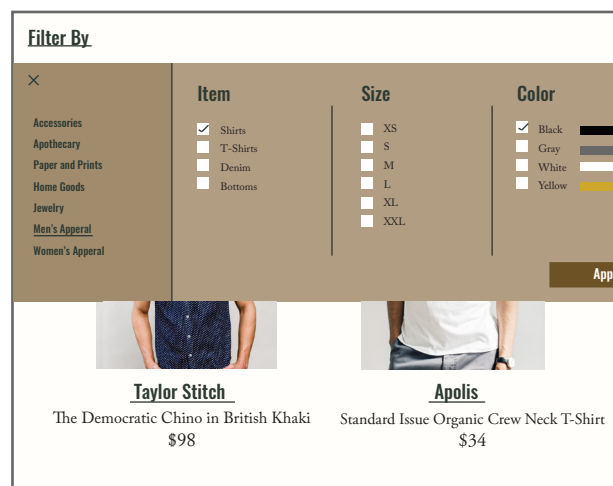 Filter By
Accessories
Apothecary
Paper and Prints
Home Goods
Jewelry
Men's Apperal
Women's Apperal
Item
Shirts
T-Shirts
Denim
Bottoms
Size
XS
S
M
L
XL
XXL
Color
Black
Gray
White
Yellow
App
Taylor Stitch
The Democratic Chino in British Khaki
$98
Apolis
Standard Issue Organic Crew Neck T-Shirt
$34